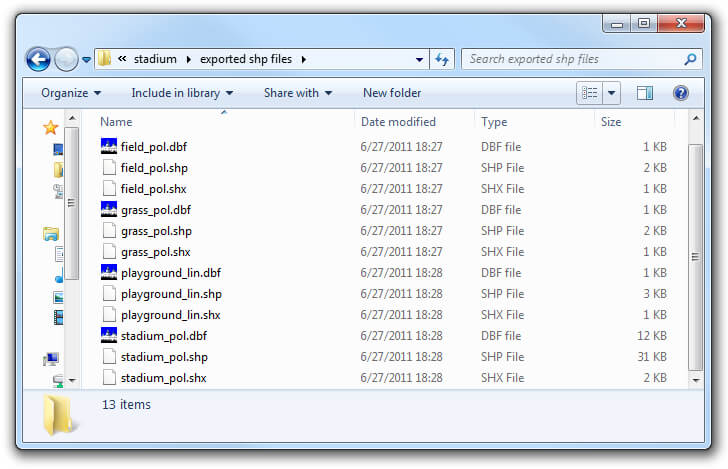 stadium exported shp files Search exported shp files
Organize Include in library Share with New folder
Name Date modified Type Size
field_pol.dbf 6/27/2011 18:27 DBF file 1 KB
field_pol.shp 6/27/2011 18:27 SHP File 2 KB
field_pol.shx 6/27/2011 18:27 SHX File 1 KB
grass_pol.dbf 6/27/2011 18:27 DBF file 1 KB
grass_pol.shp 6/27/2011 18:27 SHP File 2 KB
grass_pol.shx 6/27/2011 18:27 SHX File 1 KB
playground_lin.dbf 6/27/2011 18:28 DBF file 1 KB
playground_lin.shp 6/27/2011 18:28 SHP File 3 KB
playground_lin.shx 6/27/2011 18:28 SHX File 1 KB
stadium_pol.dbf 6/27/2011 18:28 DBF file 12 KB
stadium_pol.shp 6/27/2011 18:28 SHP File 31 KB
stadium_pol.shx 6/27/2011 18:28 SHX File 2 KB
13 items